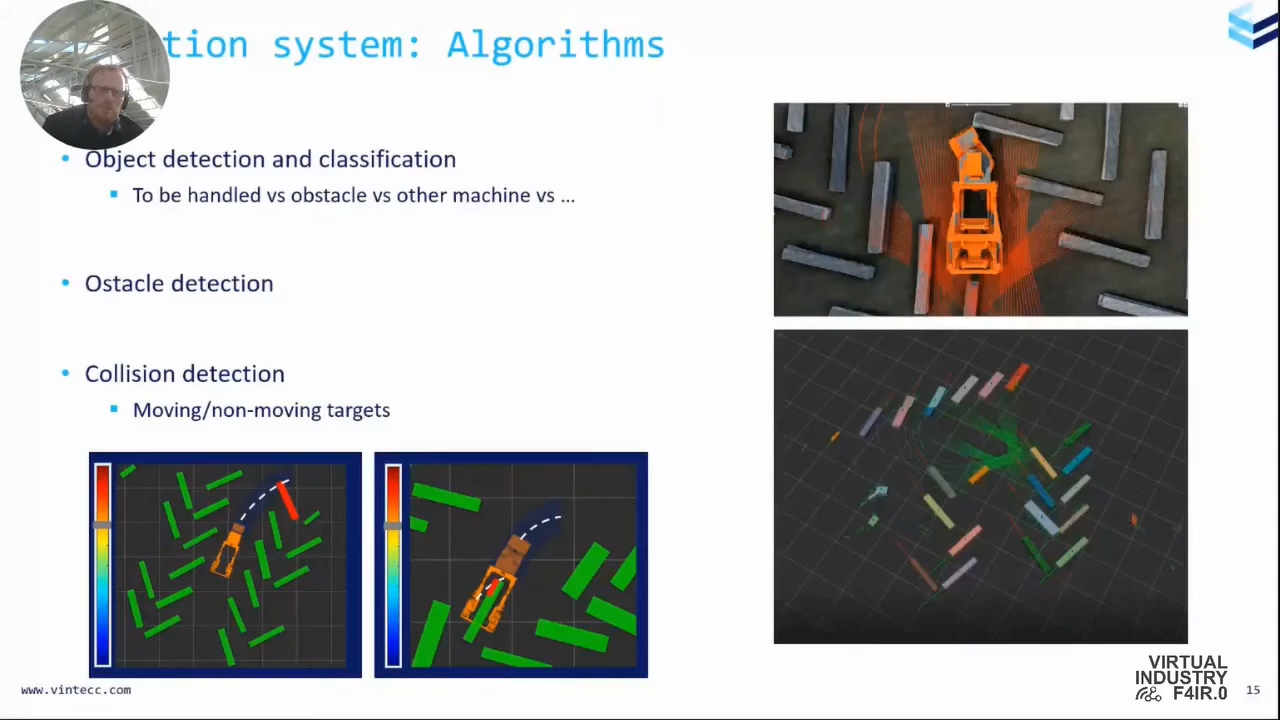 tion system: Algorithms
• Object detection and classification
▪ To be handled vs obstacle vs other machine vs ...
• Ostacle detection
• Collision detection
▪ Moving/non-moving targets
www.vintecc.com
VIRTUAL
INDUSTRY
F4IR.0
15